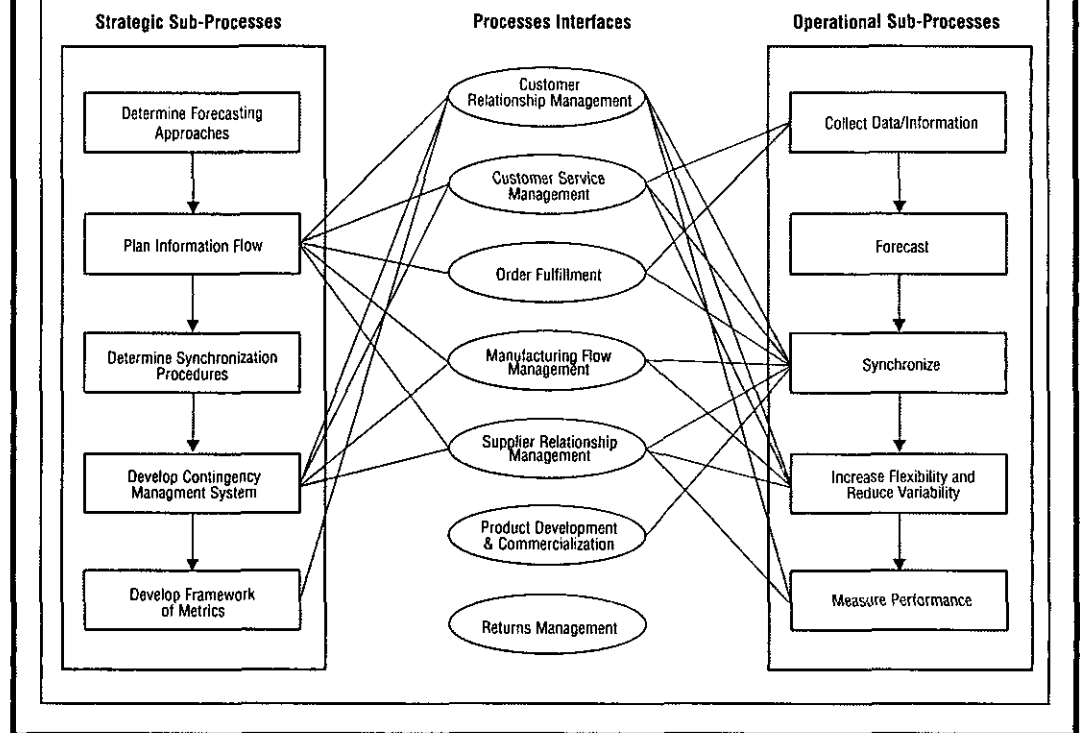 Strategic Sub-Processes
Processes Interfaces
Operational Sub-Processes
Determine Forecasting
Approaches
Plan Information Flow
Determine Synchronization
Procedures
Develop Contingency
Managment System
Develop Framework
of Metrics
Customer
Relationship Management
Customer Service
Management
Order Fulfillment
Manufacturing Flow
Management
Supplier Relationship
Management
Product Development
& Commercialization
Returns Management
Collect Data/Information
Forecast
Synchronize
Increase Flexibility and
Reduce Variability
Measure Performance